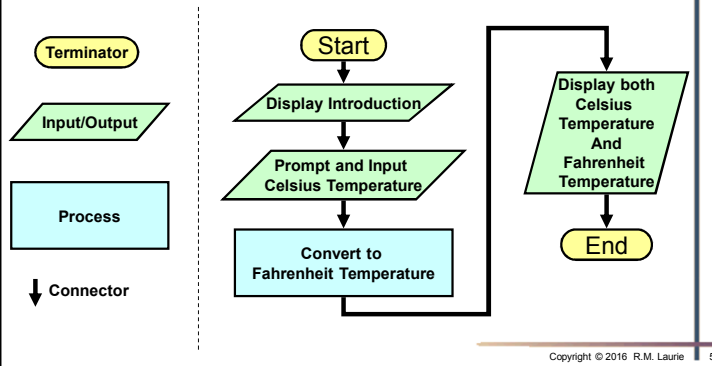 Terminator
Input/Output
Process
Connector
Start
Display Introduction
Prompt and Input
Celsius Temperature
Convert to
Fahrenheit Temperature
Display both
Celsius
Temperature
And
Fahrenheit
Temperature
End
Copyright © 2016 R.M. Laurie 5